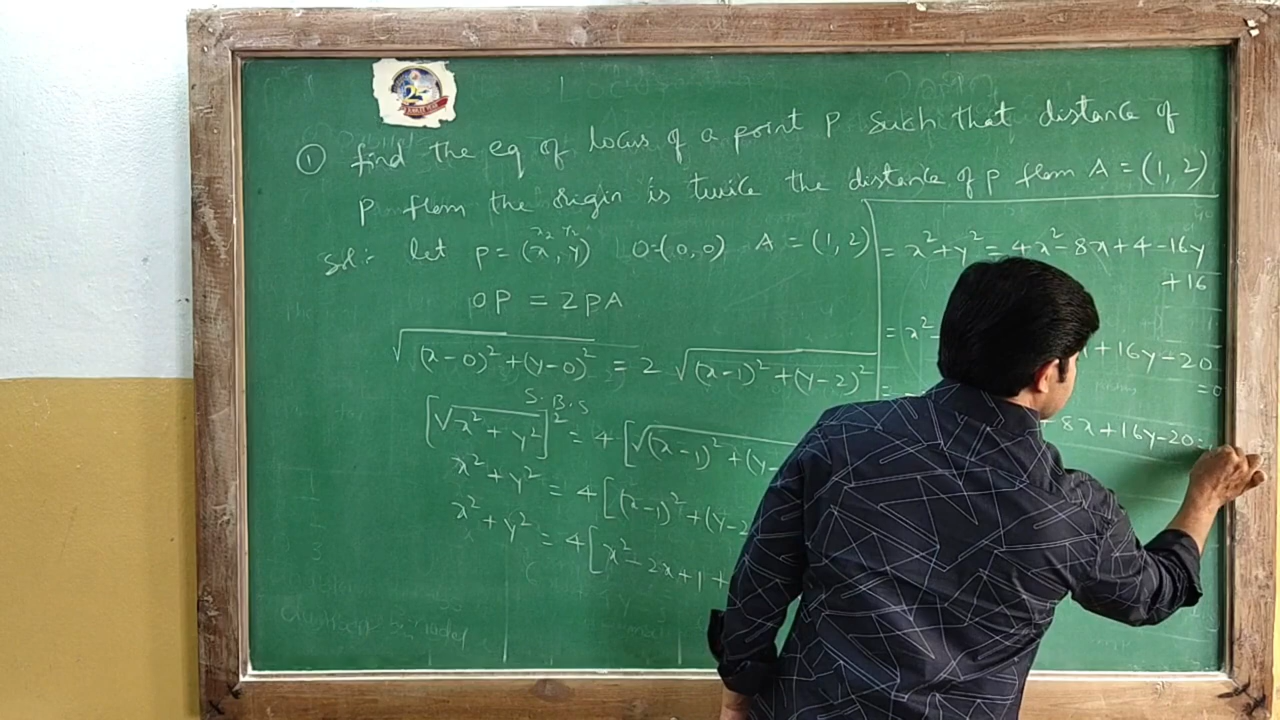 ① find the eq of locus of a point P such that distance of
P from the origin is twice the distance of P from A = (1, 2)
Sol:- let P = (x, y) O=(0,0) A = (1, 2)
x₂ y₂
OP = 2PA
√(x-0)² + (y-0)² = 2 √(x-1)² + (y-2)²
S.B.S
[√x² + y²]² = 4 [√(x-1)² + (y-
x² + y² = 4 [(x-1)² + (y-2
x² + y² = 4 [x² - 2x + 1 +
= x² + y² = 4x² - 8x + 4 - 16y
+ 16
= x²
+ 16y - 20
= 0
8x + 16y - 20 =